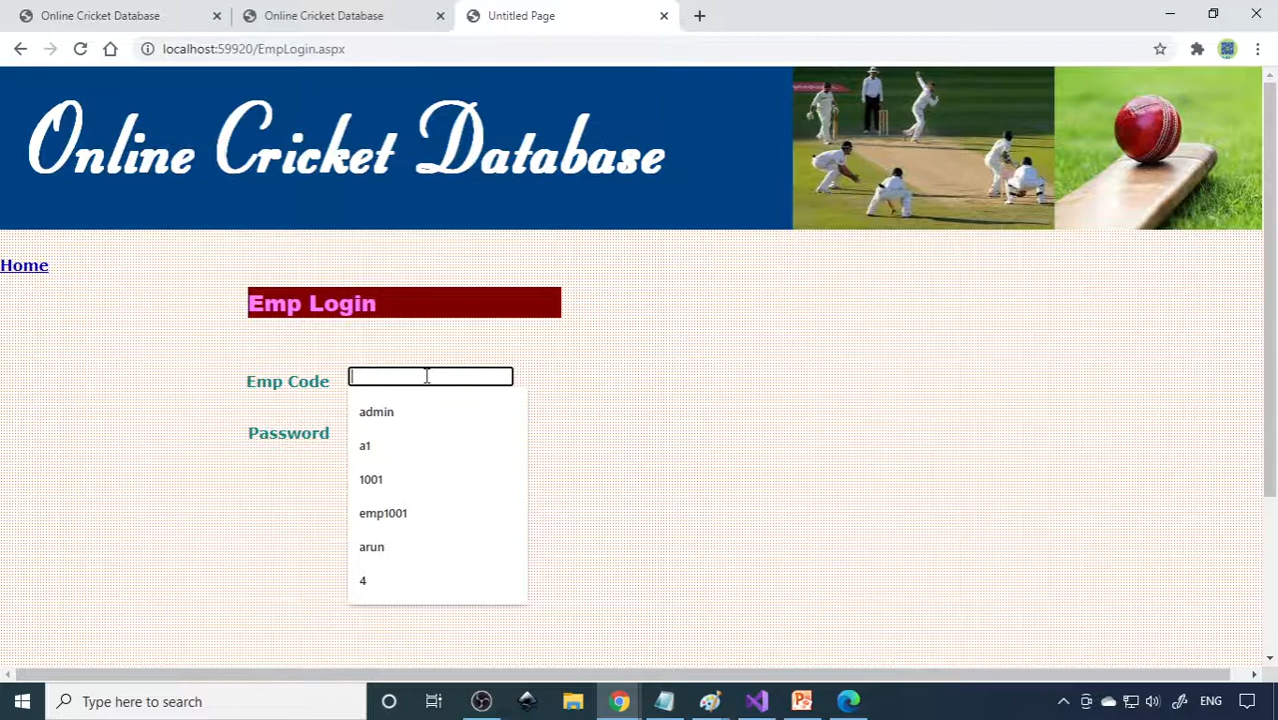 Online Cricket Database
Online Cricket Database
Untitled Page
localhost:59920/EmpLogin.aspx
Online Cricket Database
Home
Emp Login
Emp Code
admin
Password
a1
1001
emp1001
arun
4
Type here to search
ENG